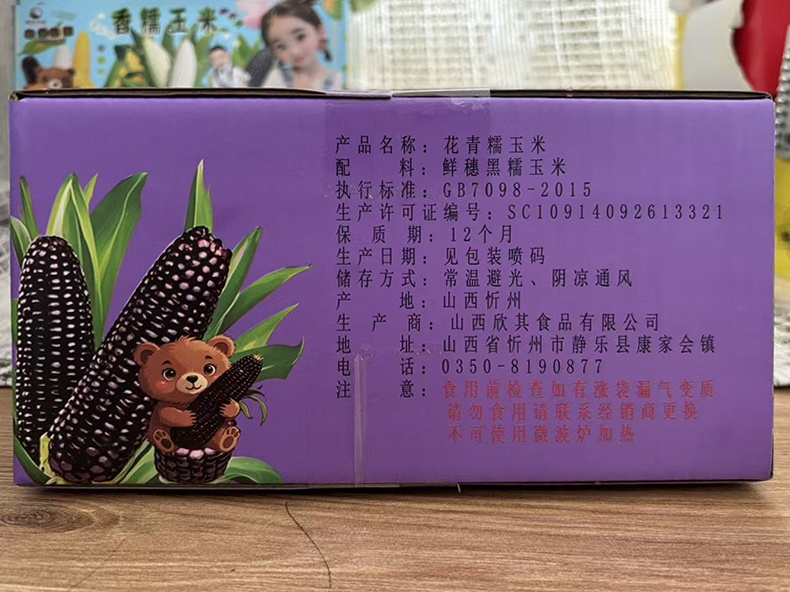 香糯玉米
产品名称：花青糯玉米
配料：鲜穗黑糯玉米
执行标准：GB7098-2015
生产许可证编号：SC10914092613321
保质期：12个月
生产日期：见包装喷码
储存方式：常温避光、阴凉通风
产地：山西忻州
生产商：山西欣其食品有限公司
地址：山西省忻州市静乐县康家会镇
电话：0350-8190877
注意：食用前检查如有涨袋漏气变质
请勿食用请联系经销商更换
不可使用微波炉加热